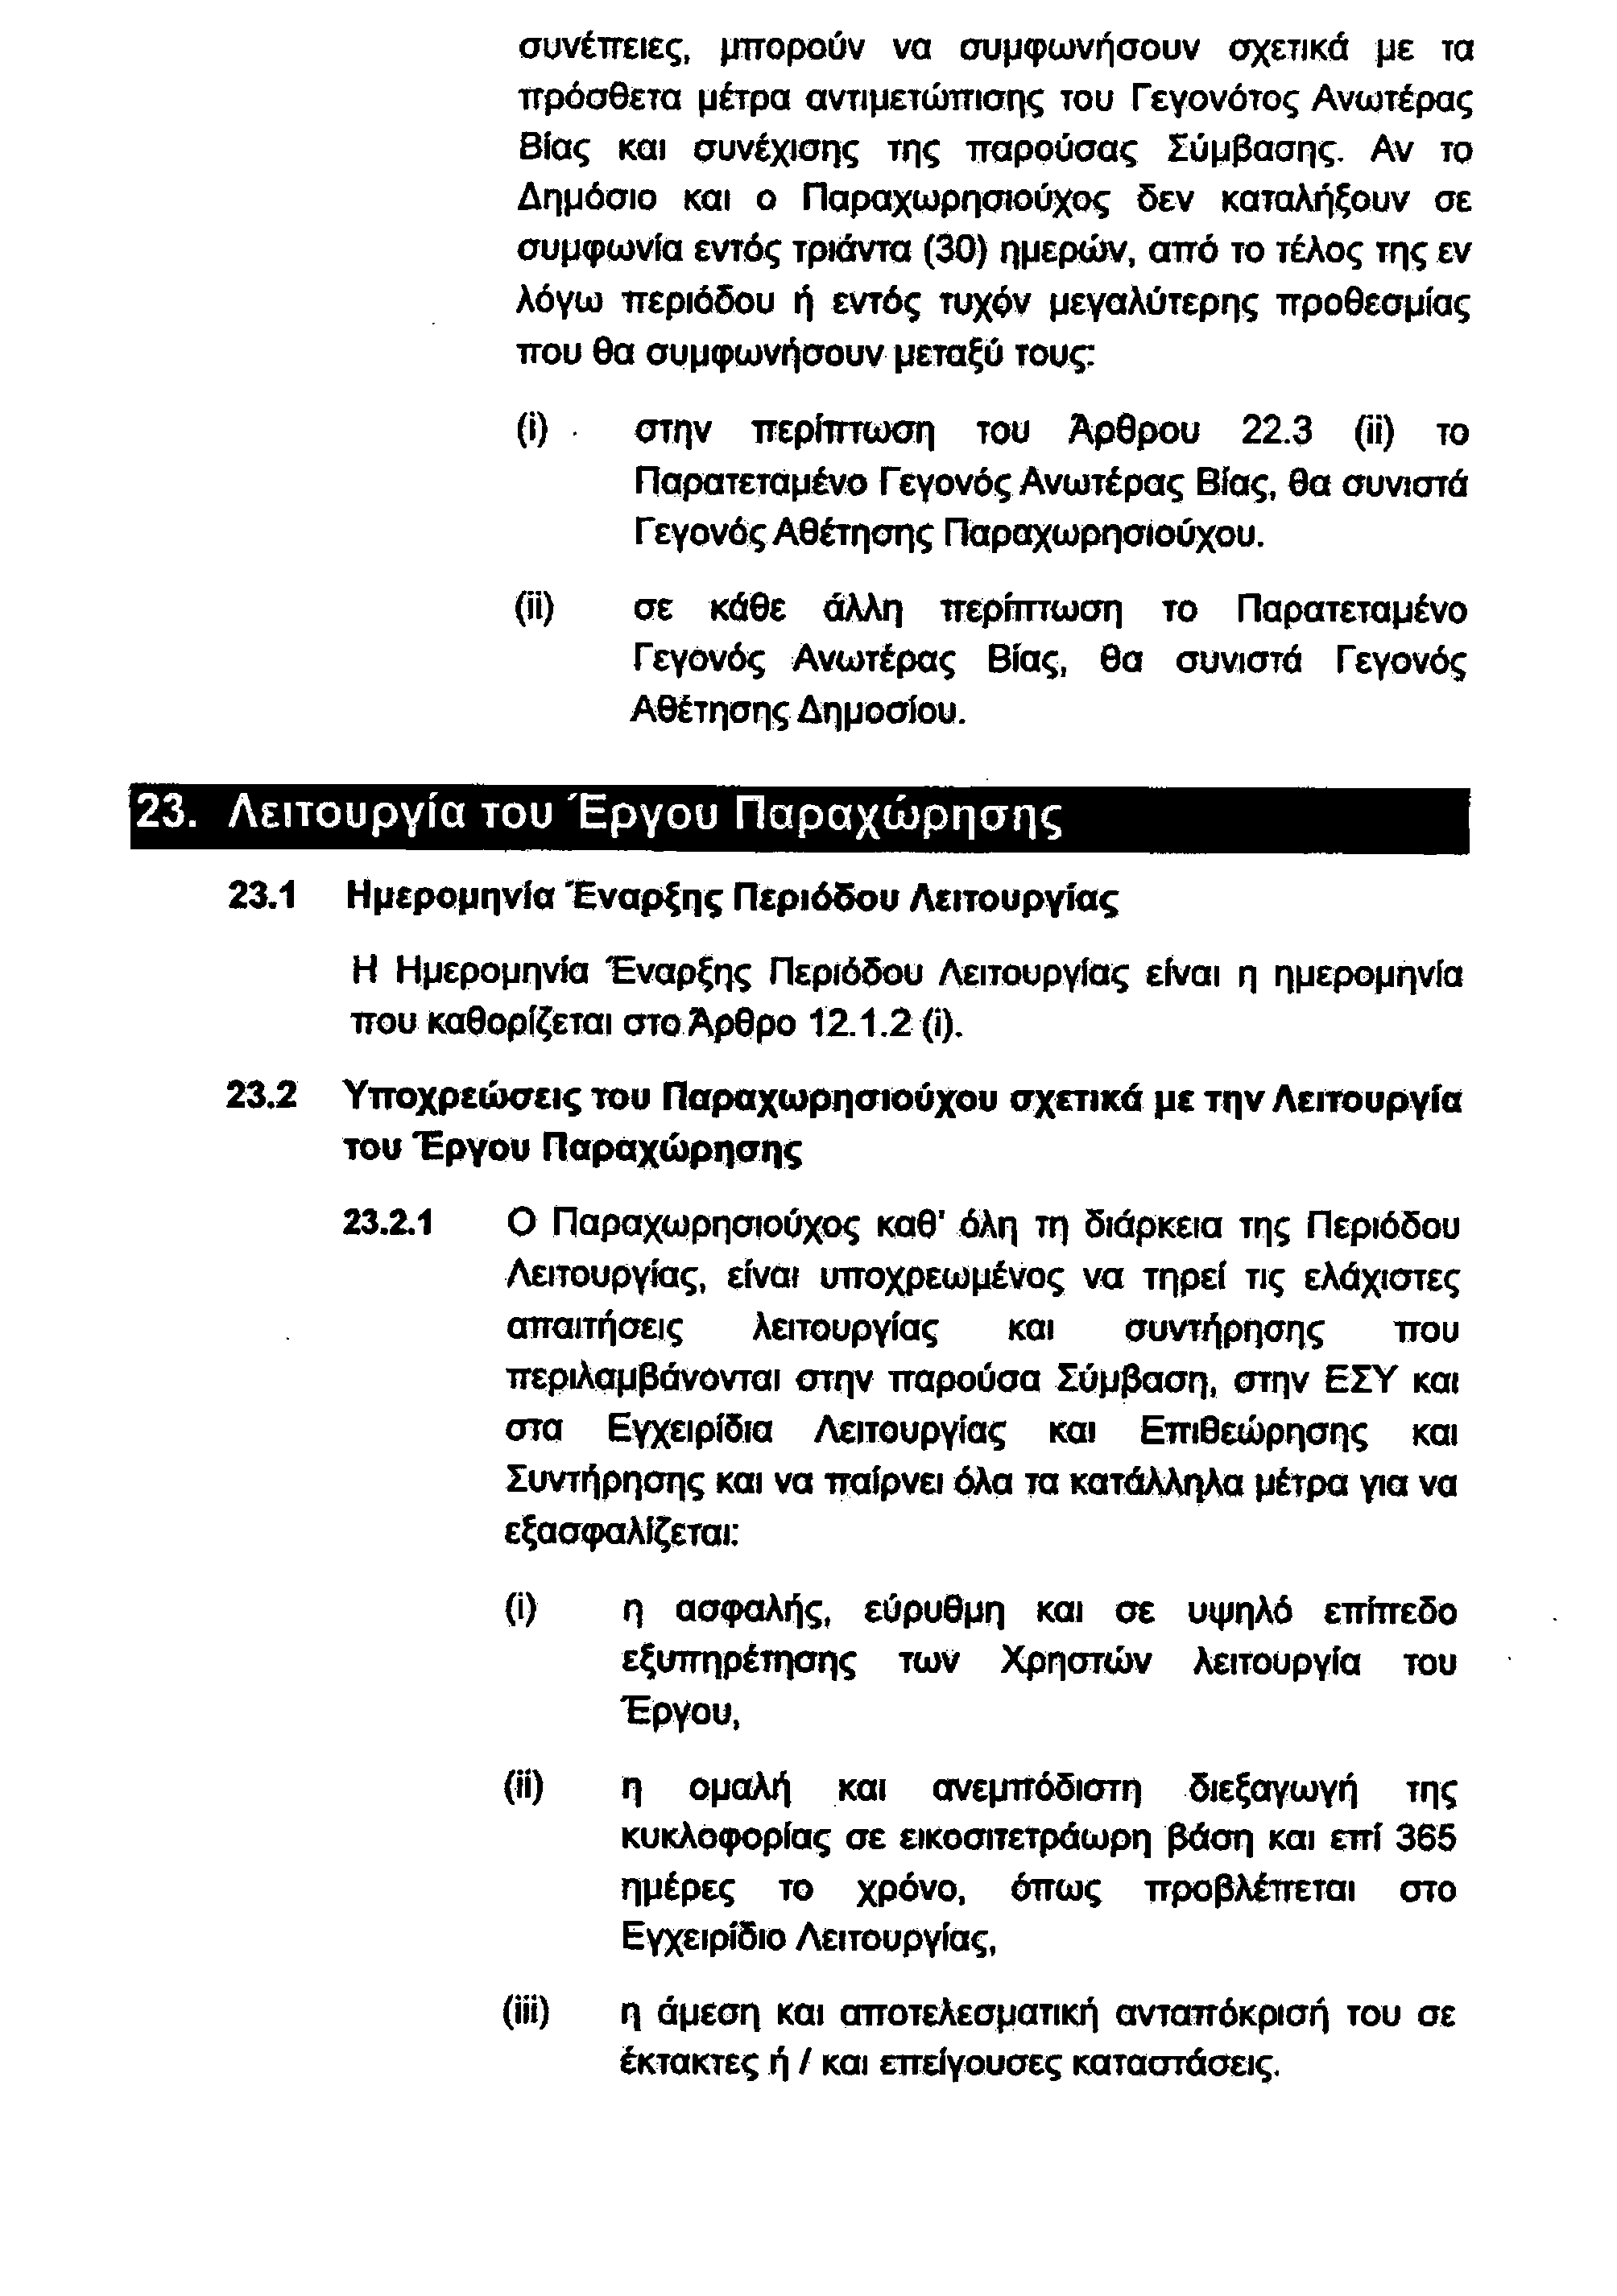 συνέπειες, μπορούν να συμφωνήσουν σχετικά με τα
πρόσθετα μέτρα αντιμετώπισης του Γεγονότος Ανωτέρας
Βίας και συνέχισης της παρούσας Σύμβασης. Αν το
Δημόσιο και ο Παραχωρησιούχος δεν καταλήξουν σε
συμφωνία εντός τριάντα (30) ημερών, από το τέλος της εν
λόγω περιόδου ή εντός τυχόν μεγαλύτερης προθεσμίας
που θα συμφωνήσουν μεταξύ τους:
(i) στην περίπτωση του Άρθρου 22.3 (ii) το
Παρατεταμένο Γεγονός Ανωτέρας Βίας, θα συνιστά
Γεγονός Αθέτησης Παραχωρησιούχου.
(ii) σε κάθε άλλη περίπτωση το Παρατεταμένο
Γεγονός Ανωτέρας Βίας, θα συνιστά Γεγονός
Αθέτησης Δημοσίου.
23. Λειτουργία του Έργου Παραχώρησης
23.1 Ημερομηνία Έναρξης Περιόδου Λειτουργίας
Η Ημερομηνία Έναρξης Περιόδου Λειτουργίας είναι η ημερομηνία
που καθορίζεται στο Άρθρο 12.1.2 (i).
23.2 Υποχρεώσεις του Παραχωρησιούχου σχετικά με την Λειτουργία
του Έργου Παραχώρησης
23.2.1 Ο Παραχωρησιούχος καθ' όλη τη διάρκεια της Περιόδου
Λειτουργίας, είναι υποχρεωμένος να τηρεί τις ελάχιστες
απαιτήσεις λειτουργίας και συντήρησης που
περιλαμβάνονται στην παρούσα Σύμβαση, στην ΕΣΥ και
στα Εγχειρίδια Λειτουργίας και Επιθεώρησης και
Συντήρησης και να παίρνει όλα τα κατάλληλα μέτρα για να
εξασφαλίζεται:
(i) η ασφαλής, εύρυθμη και σε υψηλό επίπεδο
εξυπηρέτησης των Χρηστών λειτουργία του
Έργου,
(ii) η ομαλή και ανεμπόδιστη διεξαγωγή της
κυκλοφορίας σε εικοσιτετράωρη βάση και επί 365
ημέρες το χρόνο, όπως προβλέπεται στο
Εγχειρίδιο Λειτουργίας,
(iii) η άμεση και αποτελεσματική ανταπόκρισή του σε
έκτακτες ή / και επείγουσες καταστάσεις.